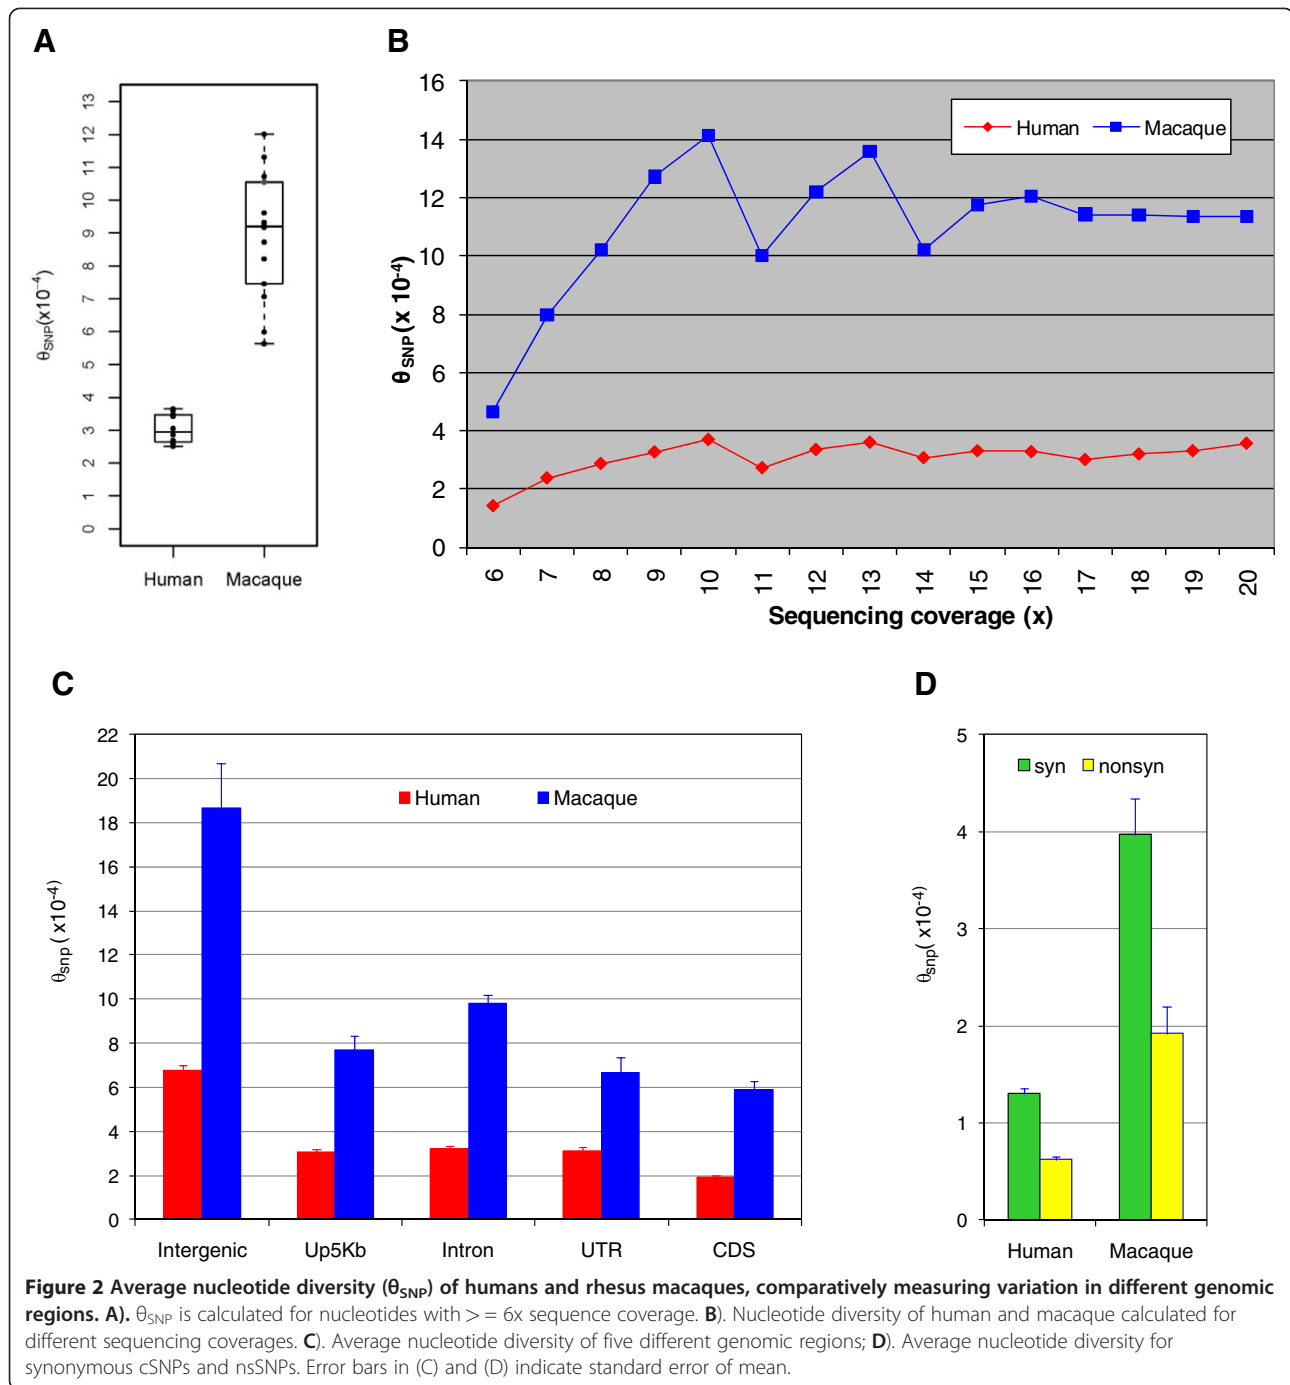 A
13
12
11
10
9
8
7
6
5
4
3
2
1
0
θSNP(x10⁻⁴)
Human Macaque
B
16
14
12
10
8
6
4
2
0
θSNP (x 10⁻⁴)
Human Macaque
6 7 8 9 10 11 12 13 14 15 16 17 18 19 20
Sequencing coverage (x)
C
22
20
18
16
14
12
10
8
6
4
2
0
θsnp( x10⁻⁴)
Human Macaque
Intergenic Up5Kb Intron UTR CDS
D
5
4
3
2
1
0
θsnp( x10⁻⁴)
syn nonsyn
Human Macaque
Figure 2 Average nucleotide diversity (θSNP) of humans and rhesus macaques, comparatively measuring variation in different genomic
regions. A). θSNP is calculated for nucleotides with > = 6x sequence coverage. B). Nucleotide diversity of human and macaque calculated for
different sequencing coverages. C). Average nucleotide diversity of five different genomic regions; D). Average nucleotide diversity for
synonymous cSNPs and nsSNPs. Error bars in (C) and (D) indicate standard error of mean.